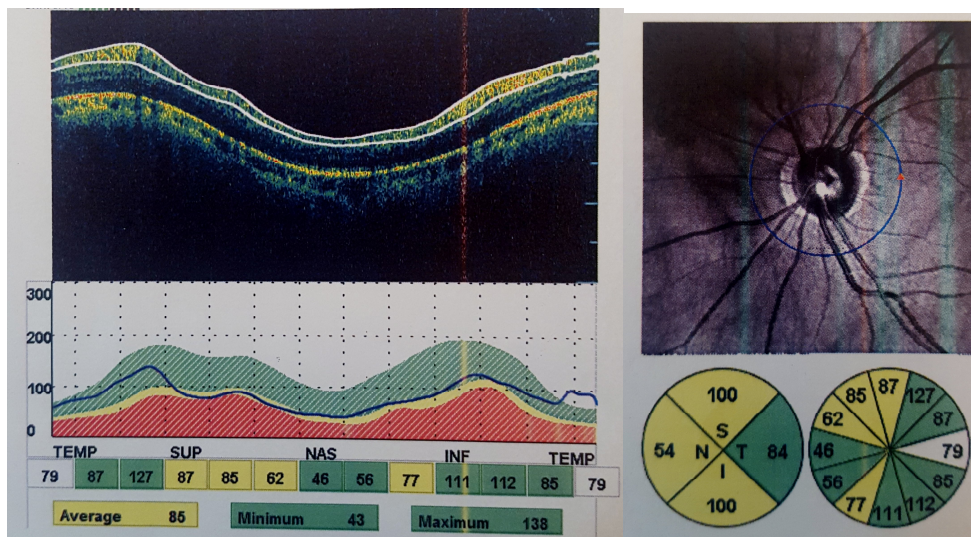 300
200
100
0
TEMP SUP NAS INF TEMP
79 87 127 87 85 62 46 56 77 111 112 85 79
Average 85 Minimum 43 Maximum 138
100
S
54 N T 84
I
100
85 87 127
62 87
46 79
56 85
77 111 112